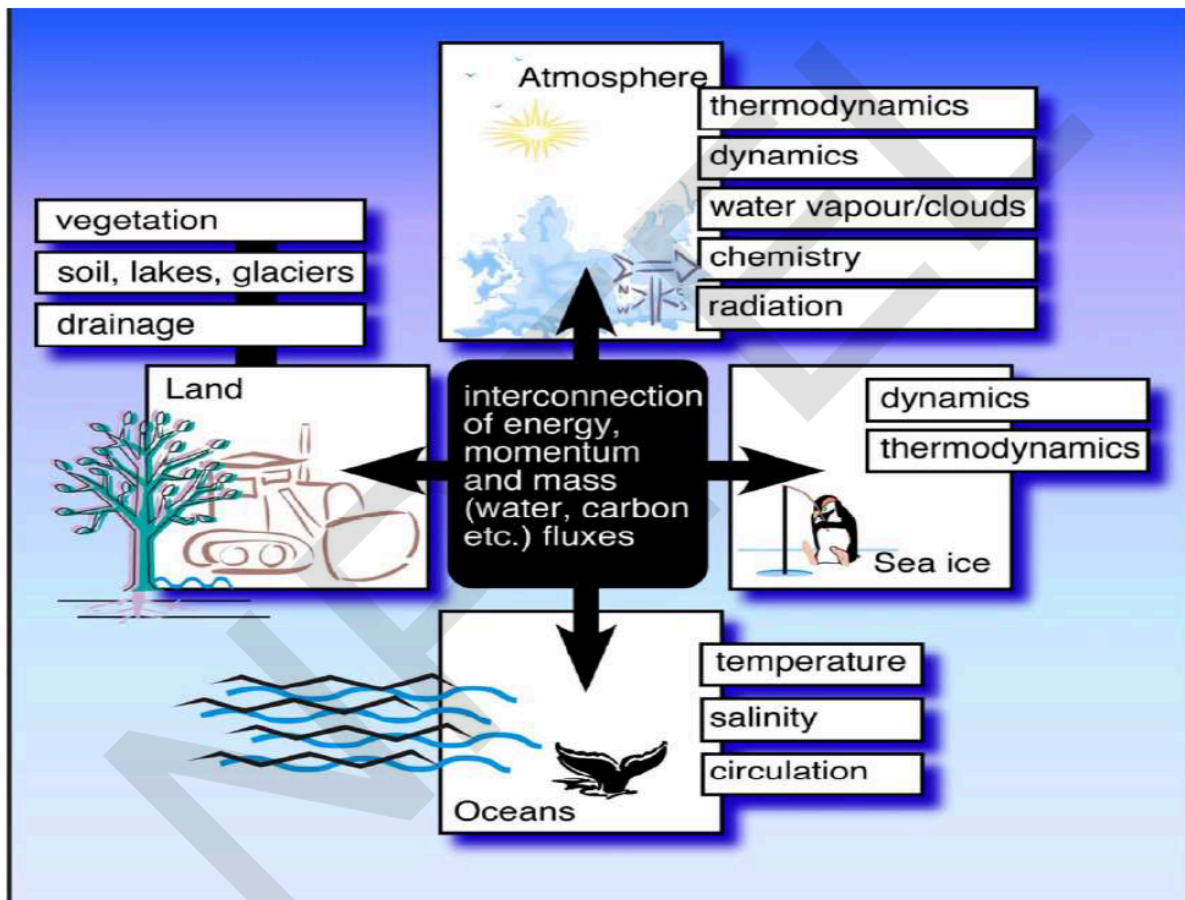 Atmosphere
thermodynamics
dynamics
water vapour/clouds
chemistry
radiation
vegetation
soil, lakes, glaciers
drainage
Land
interconnection
of energy,
momentum
and mass
(water, carbon
etc.) fluxes
dynamics
thermodynamics
Sea ice
temperature
salinity
circulation
Oceans
NPTEL